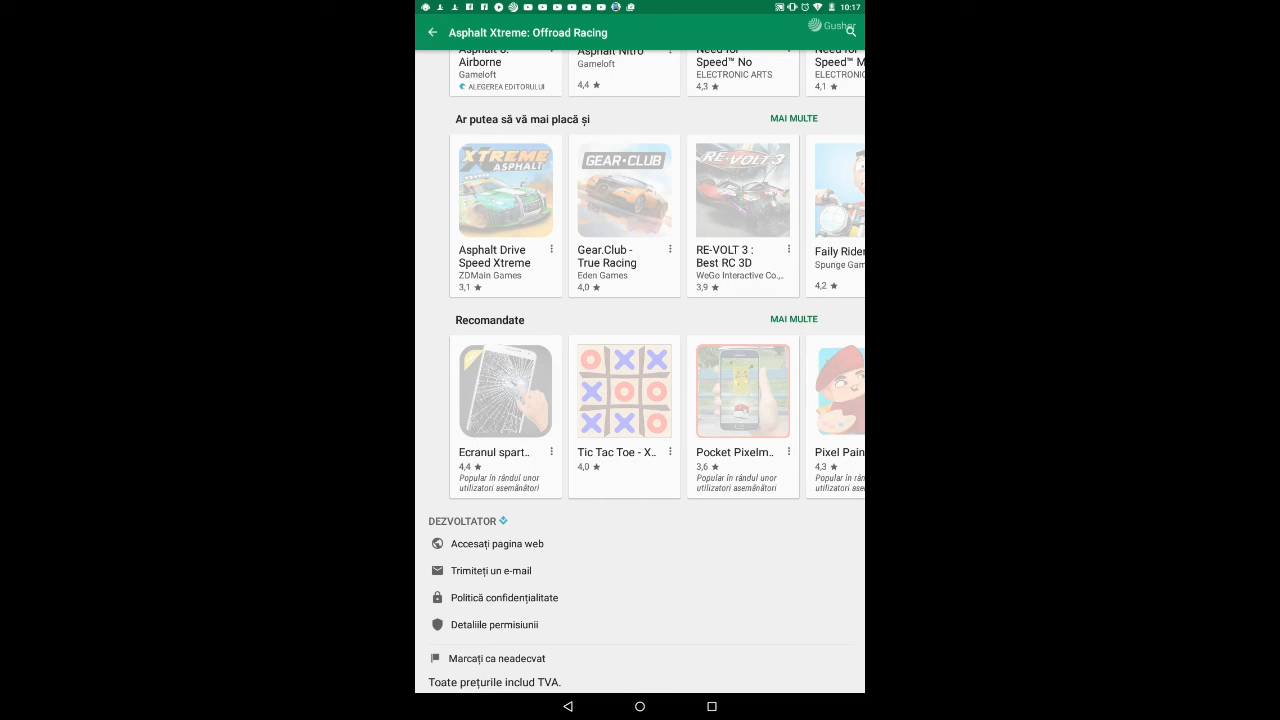 10:17
Asphalt Xtreme: Offroad Racing
Gusher
Asphalt 8:
Airborne
Gameloft
ALEGEREA EDITORULUI
Asphalt Nitro
Gameloft
4,4
Need for
Speed™ No
ELECTRONIC ARTS
4,3
Need for
Speed™ M
ELECTRONI
4,1
Ar putea să vă mai placă și
MAI MULTE
XTREME
ASPHALT
Asphalt Drive
Speed Xtreme
ZDMain Games
3,1
GEAR·CLUB
Gear.Club -
True Racing
Eden Games
4,0
RE-VOLT 3
RE-VOLT 3 :
Best RC 3D
WeGo Interactive Co.,..
3,9
Faily Rider
Spunge Gam
4,2
Recomandate
MAI MULTE
Ecranul spart..
4,4
Popular în rândul unor
utilizatori asemănători
Tic Tac Toe - X..
4,0
Pocket Pixelm..
3,6
Popular în rândul unor
utilizatori asemănători
Pixel Pain
4,3
Popular în rân
utilizatori asem
DEZVOLTATOR
Accesați pagina web
Trimiteți un e-mail
Politică confidențialitate
Detaliile permisiunii
Marcați ca neadecvat
Toate prețurile includ TVA.